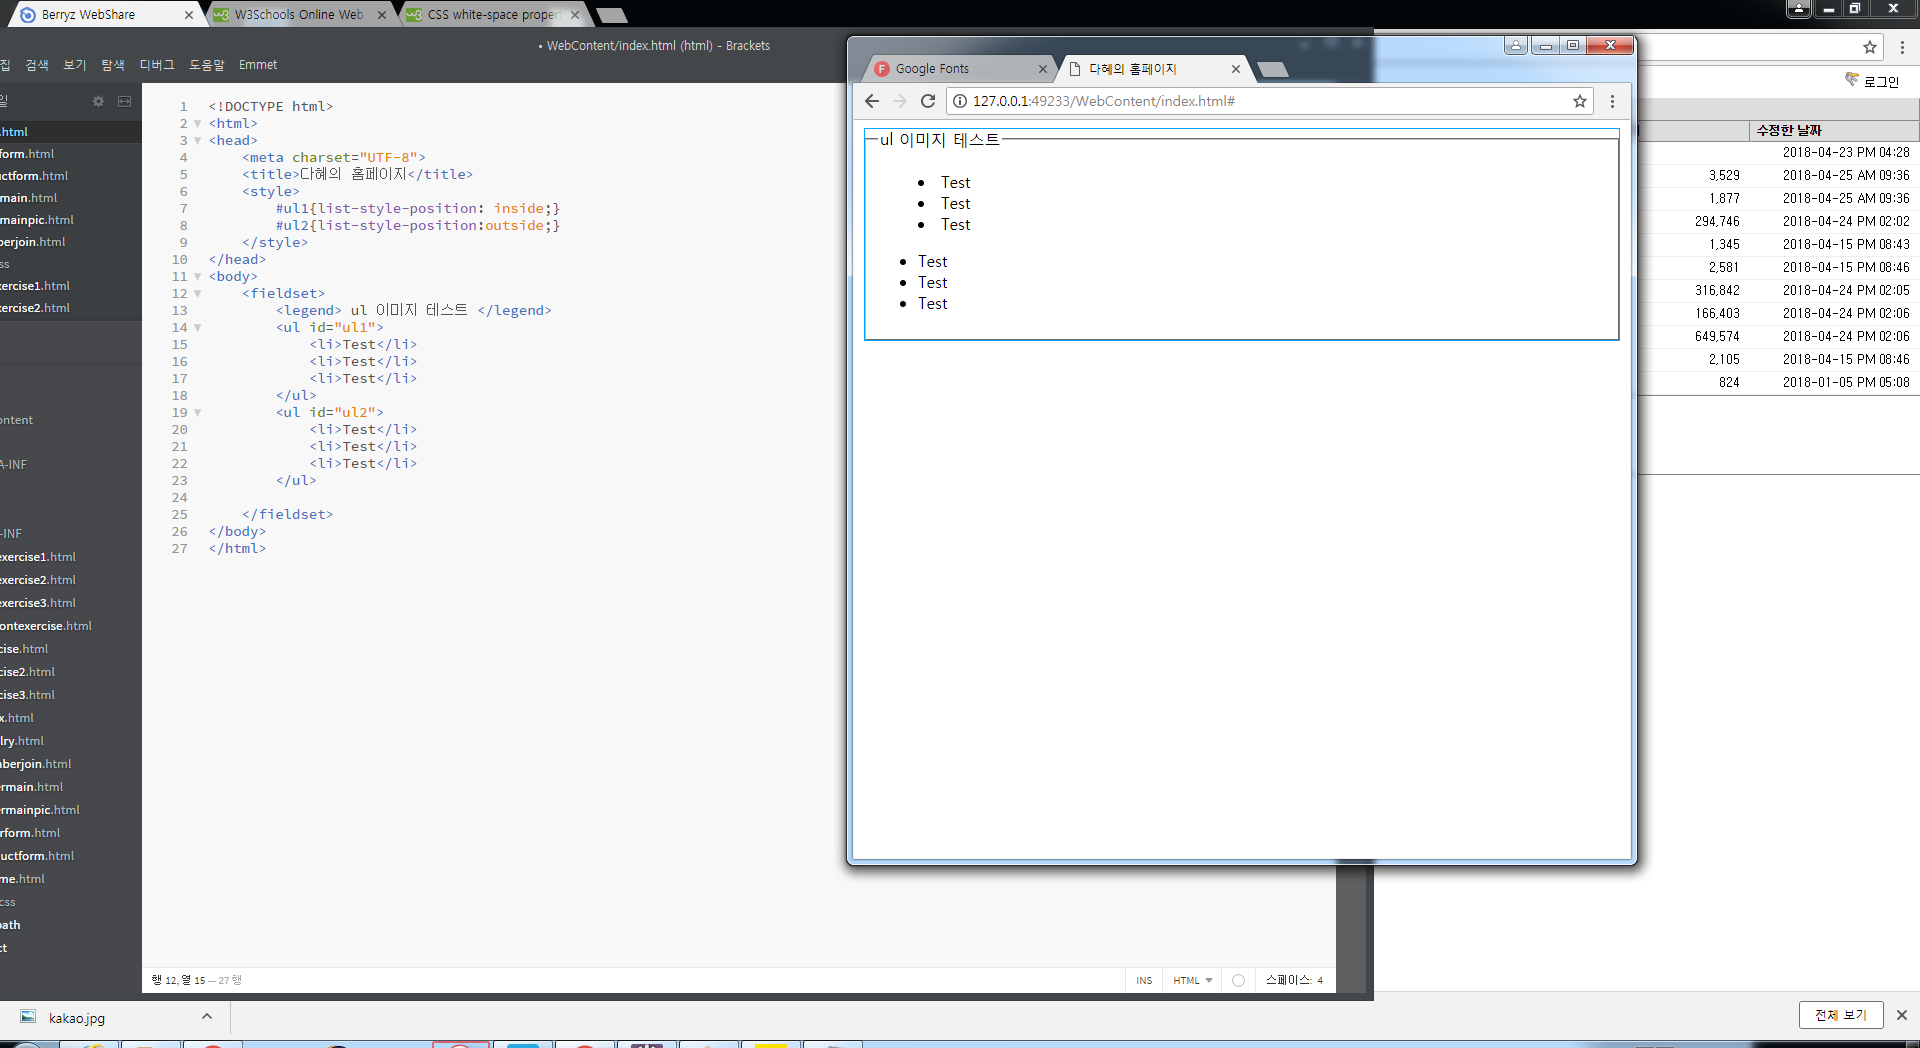 Berryz WebShare
W3Schools Online Web
CSS white-space proper
• WebContent/index.html (html) - Brackets
집 검색 보기 탐색 디버그 도움말 Emmet
일
.html
form.html
uctform.html
main.html
mainpic.html
berjoin.html
ss
exercise1.html
exercise2.html
ontent
A-INF
-INF
exercise1.html
exercise2.html
exercise3.html
ontexercise.html
cise.html
cise2.html
cise3.html
x.html
lry.html
nberjoin.html
ermain.html
ermainpic.html
rform.html
uctform.html
me.html
css
path
ct
1 <!DOCTYPE html>
2 <html>
3 <head>
4 <meta charset="UTF-8">
5 <title>다혜의 홈페이지</title>
6 <style>
7 #ul1{list-style-position: inside;}
8 #ul2{list-style-position:outside;}
9 </style>
10 </head>
11 <body>
12 <fieldset>
13 <legend> ul 이미지 테스트 </legend>
14 <ul id="ul1">
15 <li>Test</li>
16 <li>Test</li>
17 <li>Test</li>
18 </ul>
19 <ul id="ul2">
20 <li>Test</li>
21 <li>Test</li>
22 <li>Test</li>
23 </ul>
24
25 </fieldset>
26 </body>
27 </html>
행 12, 열 15 — 27 행
INS HTML 스페이스: 4
Google Fonts
다혜의 홈페이지
127.0.0.1:49233/WebContent/index.html#
ul 이미지 테스트
• Test
• Test
• Test
• Test
• Test
• Test
로그인
수정한 날짜
2018-04-23 PM 04:28
3,529 2018-04-25 AM 09:36
1,877 2018-04-25 AM 09:36
294,746 2018-04-24 PM 02:02
1,345 2018-04-15 PM 08:43
2,581 2018-04-15 PM 08:46
316,842 2018-04-24 PM 02:05
166,403 2018-04-24 PM 02:06
649,574 2018-04-24 PM 02:06
2,105 2018-04-15 PM 08:46
824 2018-01-05 PM 05:08
kakao.jpg
전체 보기